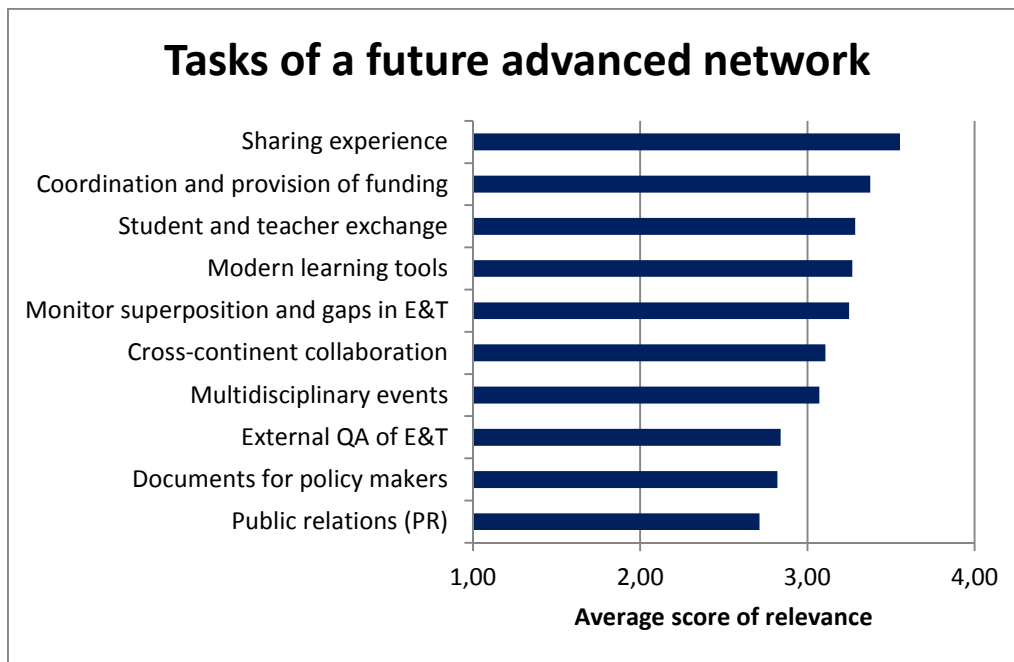 Tasks of a future advanced network
Sharing experience
Coordination and provision of funding
Student and teacher exchange
Modern learning tools
Monitor superposition and gaps in E&T
Cross-continent collaboration
Multidisciplinary events
External QA of E&T
Documents for policy makers
Public relations (PR)
1,00 2,00 3,00 4,00
Average score of relevance